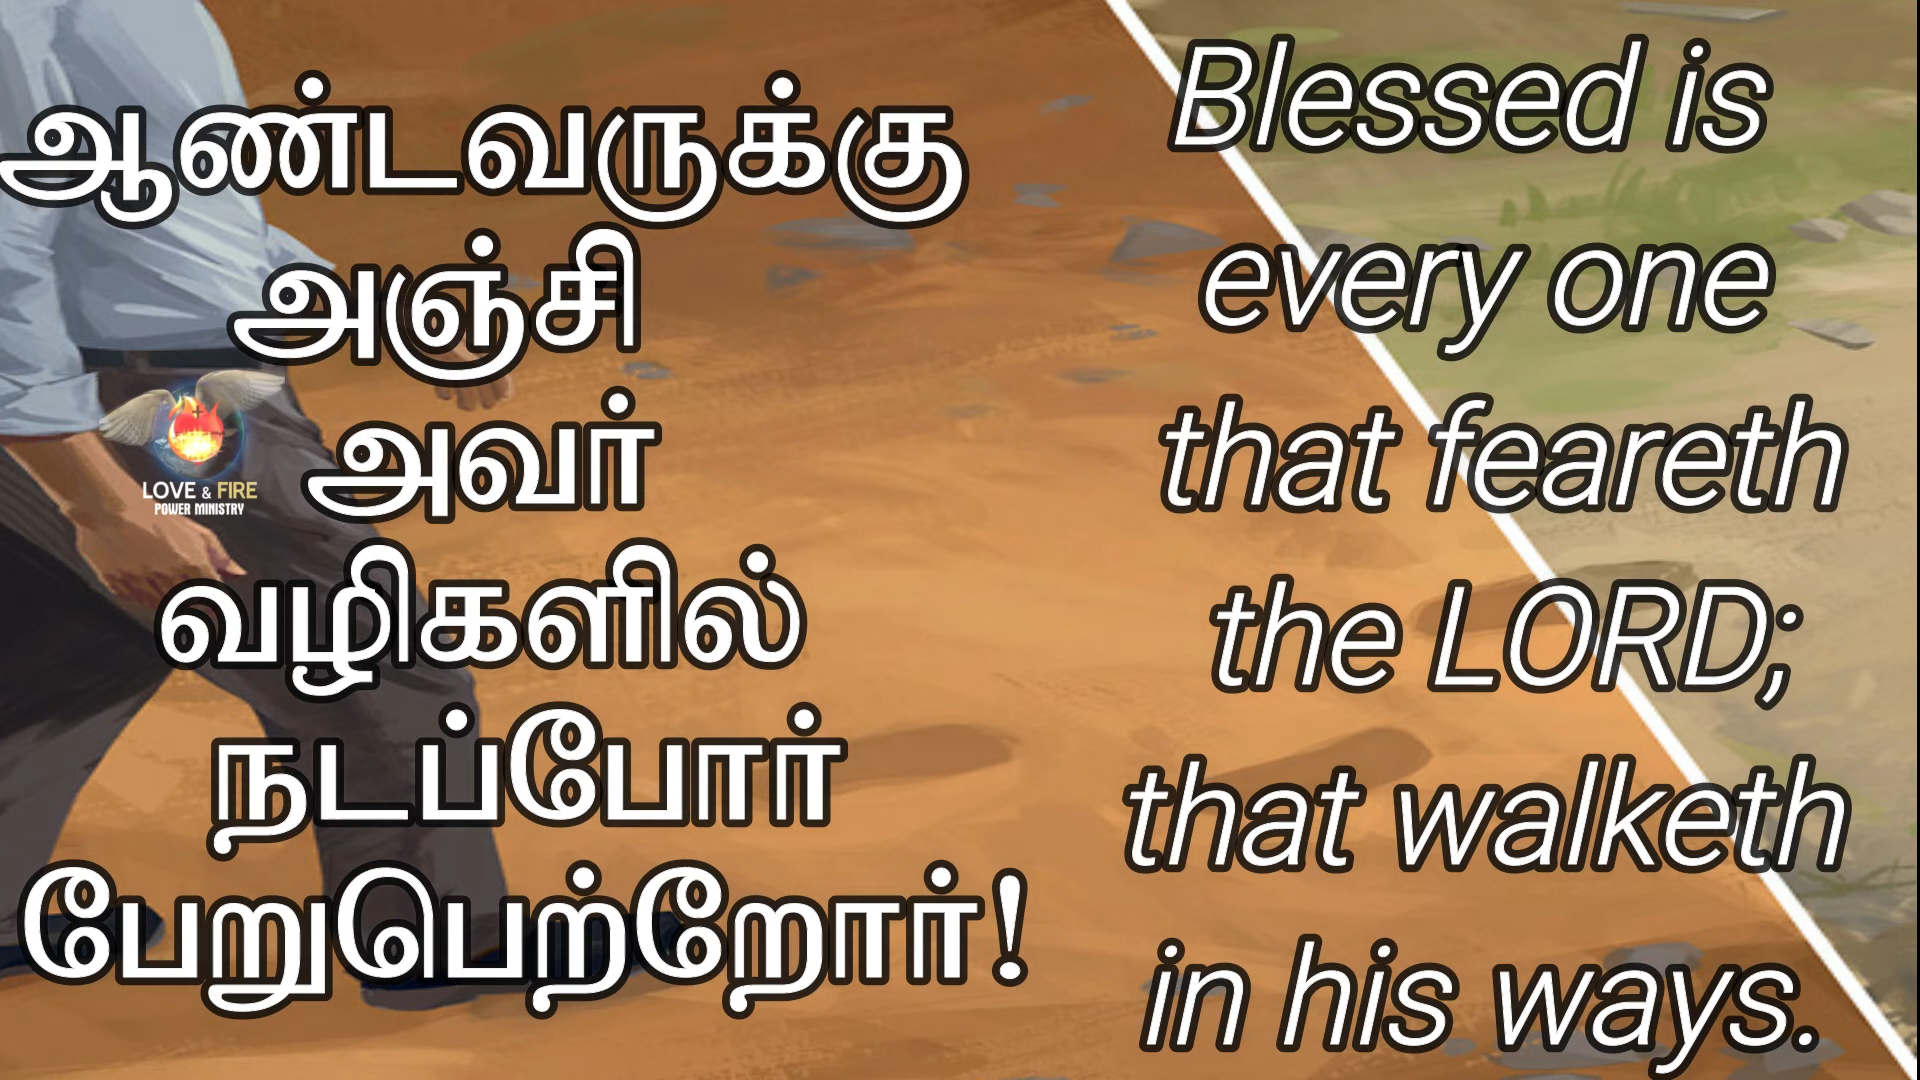 ஆண்டவருக்கு
அஞ்சி
அவர்
வழிகளில்
நடப்போர்
பேறுபெற்றோர்!
LOVE & FIRE
POWER MINISTRY
Blessed is
every one
that feareth
the LORD;
that walketh
in his ways.